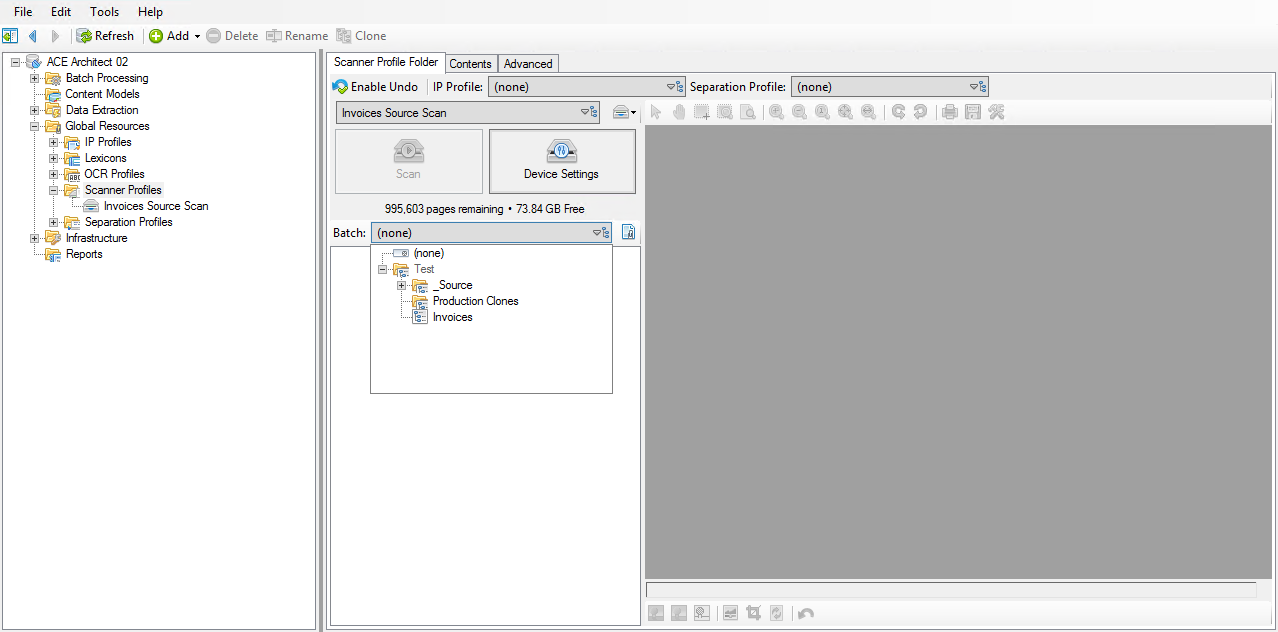 File Edit Tools Help
Refresh Add Delete Rename Clone
ACE Architect 02
Batch Processing
Content Models
Data Extraction
Global Resources
IP Profiles
Lexicons
OCR Profiles
Scanner Profiles
Invoices Source Scan
Separation Profiles
Infrastructure
Reports
Scanner Profile Folder Contents Advanced
Enable Undo IP Profile: (none) Separation Profile: (none)
Invoices Source Scan
Scan Device Settings
995,603 pages remaining • 73.84 GB Free
Batch: (none)
(none)
Test
_Source
Production Clones
Invoices